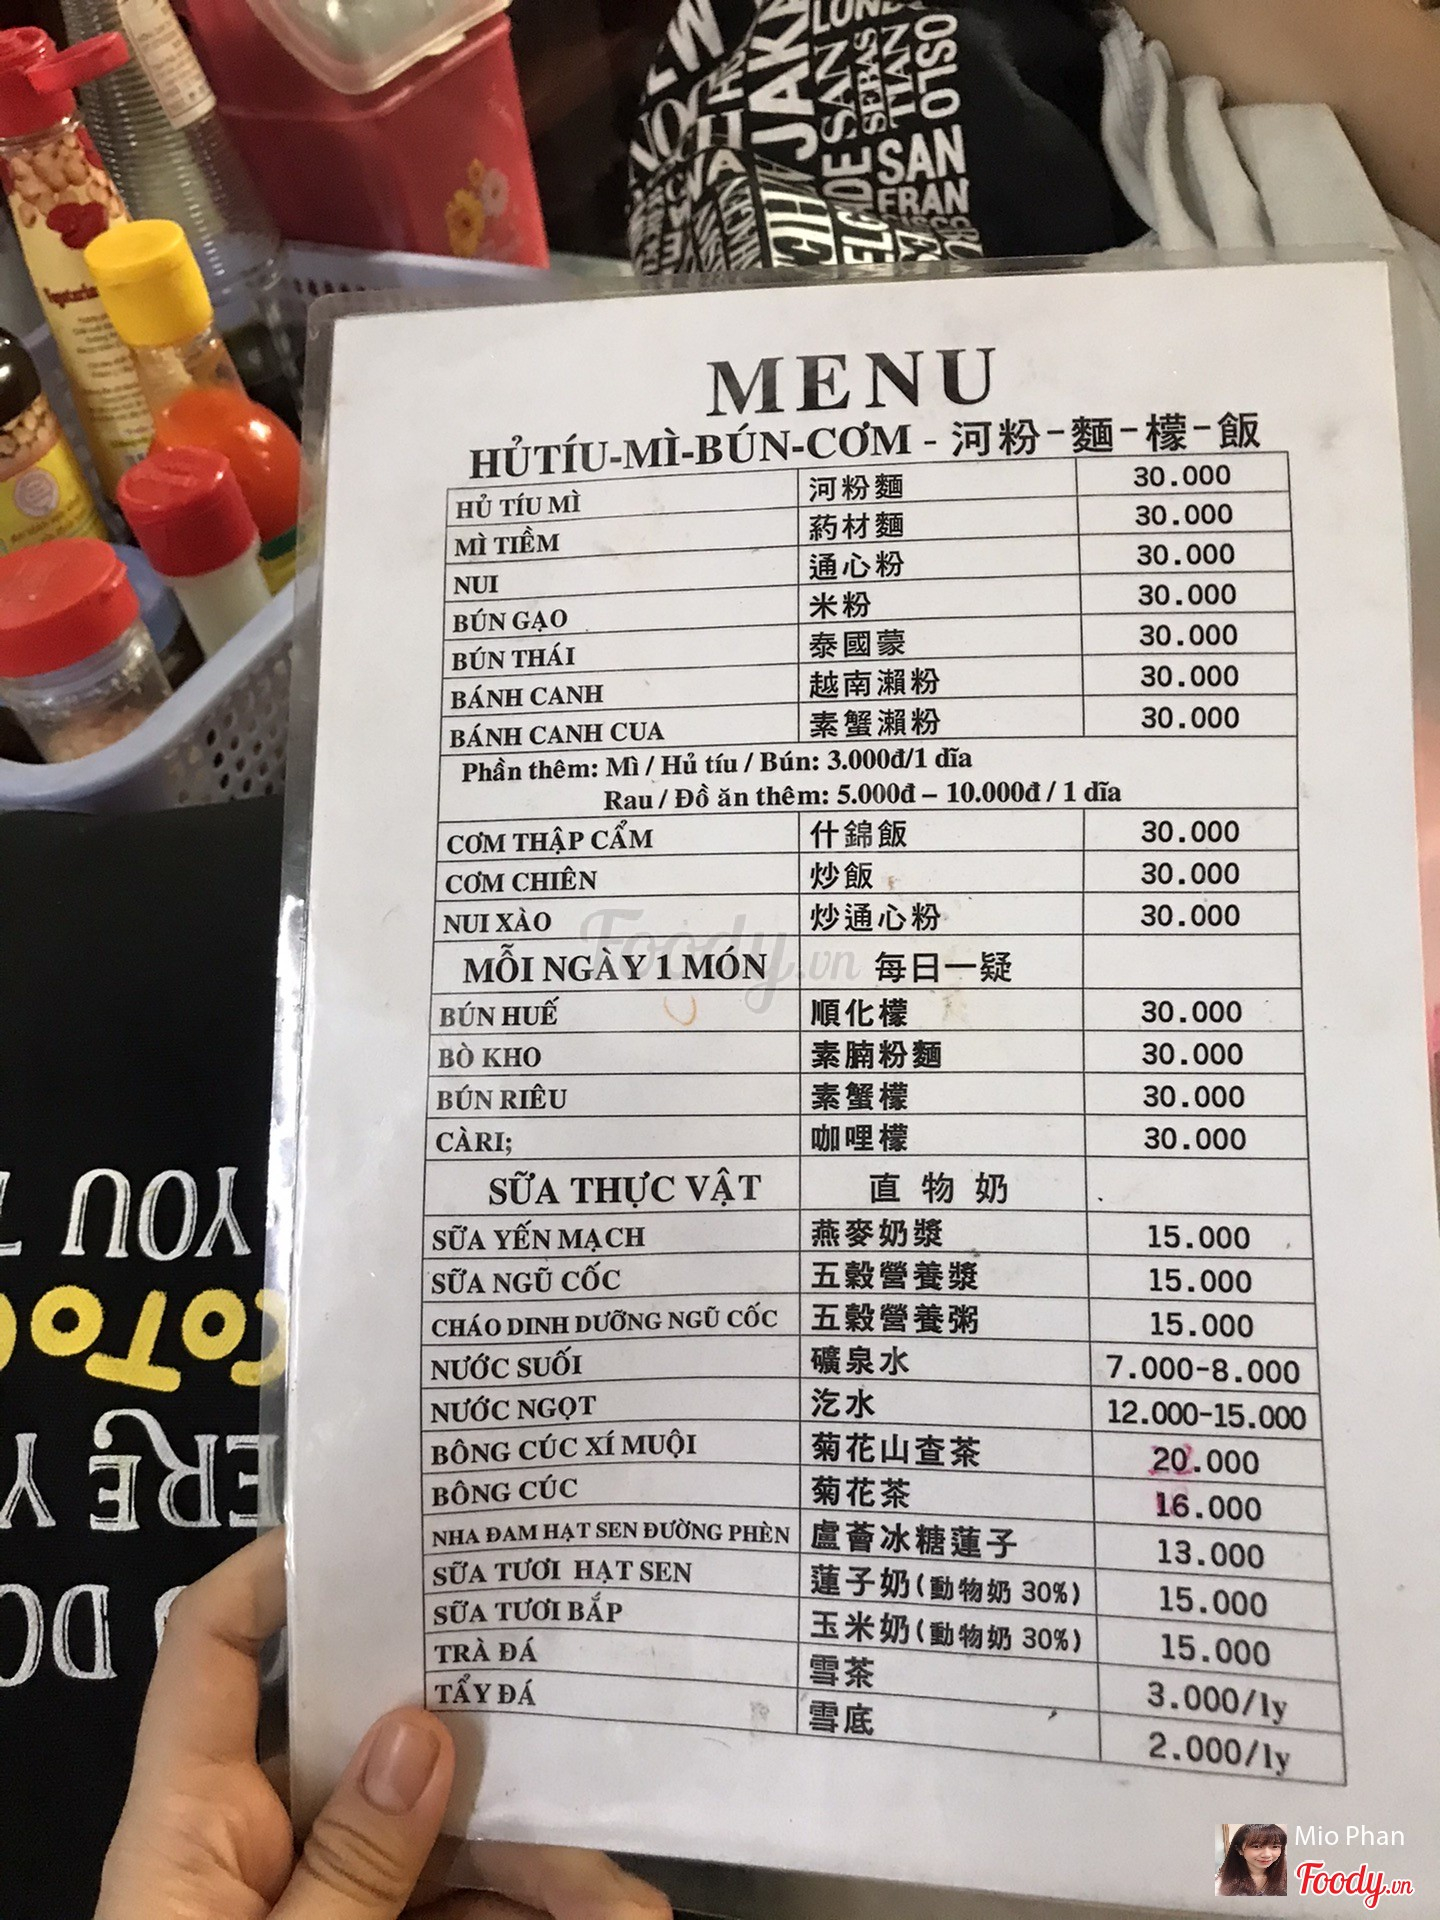 MENU
HỦTÍU-MÌ-BÚN-CƠM - 河粉-麵-檬-飯
HỦ TÍU MÌ 河粉麵 30.000
MÌ TIỀM 葯材麵 30.000
NUI 通心粉 30.000
BÚN GẠO 米粉 30.000
BÚN THÁI 泰國蒙 30.000
BÁNH CANH 越南瀨粉 30.000
BÁNH CANH CUA 素蟹瀨粉 30.000
Phần thêm: Mì / Hủ tíu / Bún: 3.000đ/1 dĩa
Rau / Đồ ăn thêm: 5.000đ – 10.000đ / 1 dĩa
CƠM THẬP CẨM 什錦飯 30.000
CƠM CHIÊN 炒飯 30.000
NUI XÀO 炒通心粉 30.000
MỖI NGÀY 1 MÓN 每日一疑
BÚN HUẾ 順化檬 30.000
BÒ KHO 素腩粉麵 30.000
BÚN RIÊU 素蟹檬 30.000
CÀRI; 咖哩檬 30.000
SỮA THỰC VẬT 直物奶
SỮA YẾN MẠCH 燕麥奶漿 15.000
SỮA NGŨ CỐC 五穀營養漿 15.000
CHÁO DINH DƯỠNG NGŨ CỐC 五穀營養粥 15.000
NƯỚC SUỐI 礦泉水 7.000-8.000
NƯỚC NGỌT 汔水 12.000-15.000
BÔNG CÚC XÍ MUỘI 菊花山查茶 20.000
BÔNG CÚC 菊花茶 16.000
NHA ĐAM HẠT SEN ĐƯỜNG PHÈN 盧薈冰糖蓮子 13.000
SỮA TƯƠI HẠT SEN 蓮子奶(動物奶 30%) 15.000
SỮA TƯƠI BẮP 玉米奶(動物奶 30%) 15.000
TRÀ ĐÁ 雪茶 3.000/ly
TẨY ĐÁ 雪底 2.000/ly
Foody.vn
Mio Phan
Foody.vn
JAKA
SAN
LOND
SEBAS
THAN
OSLO
SAN
FRAN
YOU